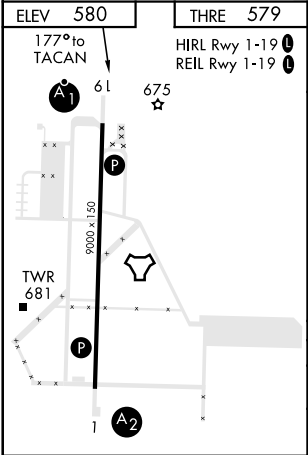 ELEV 580
THRE 579
177° to
TACAN
HIRL Rwy 1-19 L
REIL Rwy 1-19 L
A1
19
675
P
9000 x 150
TWR
681
P
1
A2